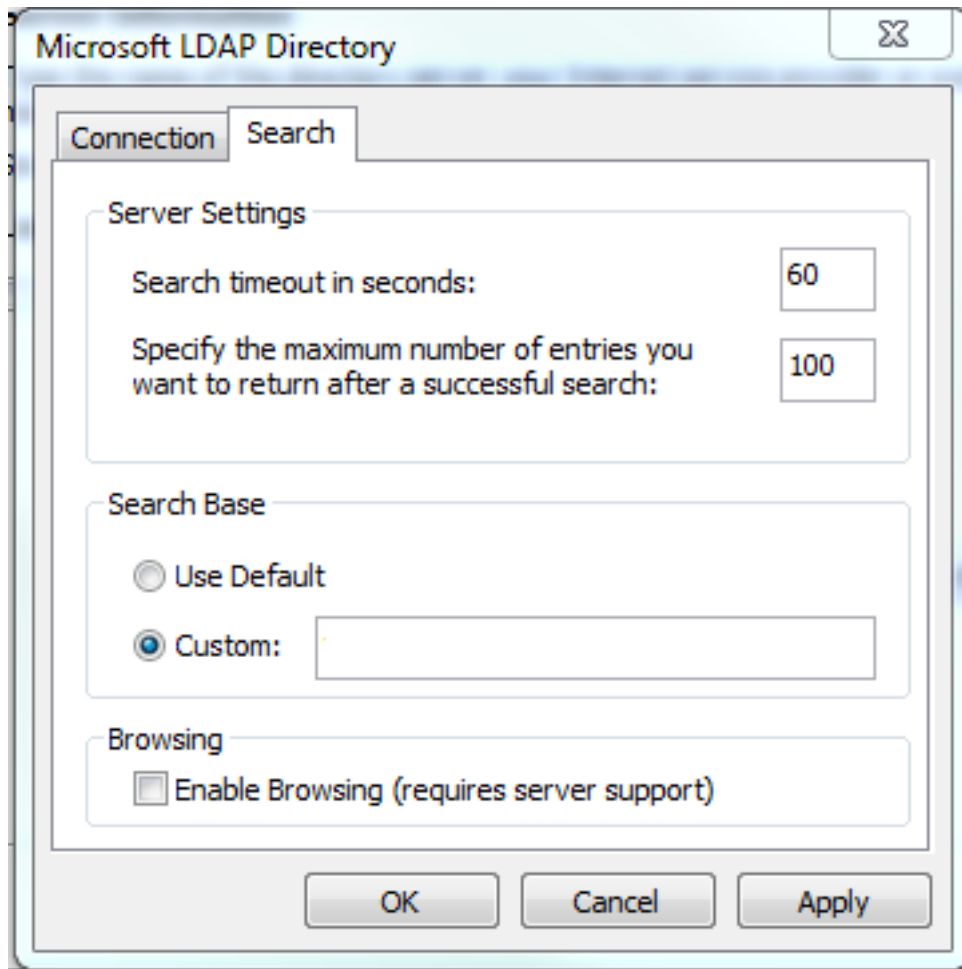 Microsoft LDAP Directory
Connection
Search
Server Settings
Search timeout in seconds:
60
Specify the maximum number of entries you
want to return after a successful search:
100
Search Base
Use Default
Custom:
Browsing
Enable Browsing (requires server support)
OK
Cancel
Apply